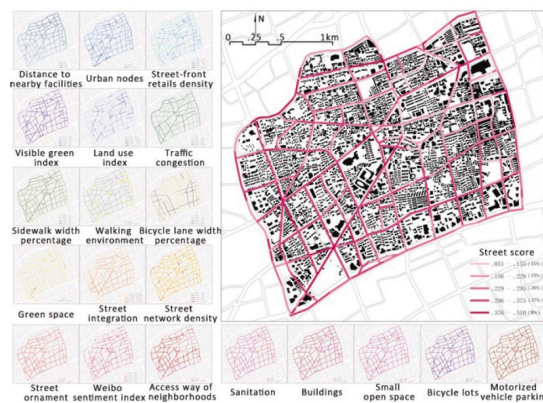 N
0 .25 .5 1km
Distance to
nearby facilities
Urban nodes
Street-front
retails density
Visible green
index
Land use index
Traffic
congestion
Sidewalk width
percentage
Walking
environment
Bicycle lane width
percentage
Green space
Street
integration
Street
network density
Street score
Street
ornament
Weibo
sentiment index
Access way of
neighborhoods
Sanitation
Buildings
Small
open space
Bicycle lots
Motorized
vehicle parking